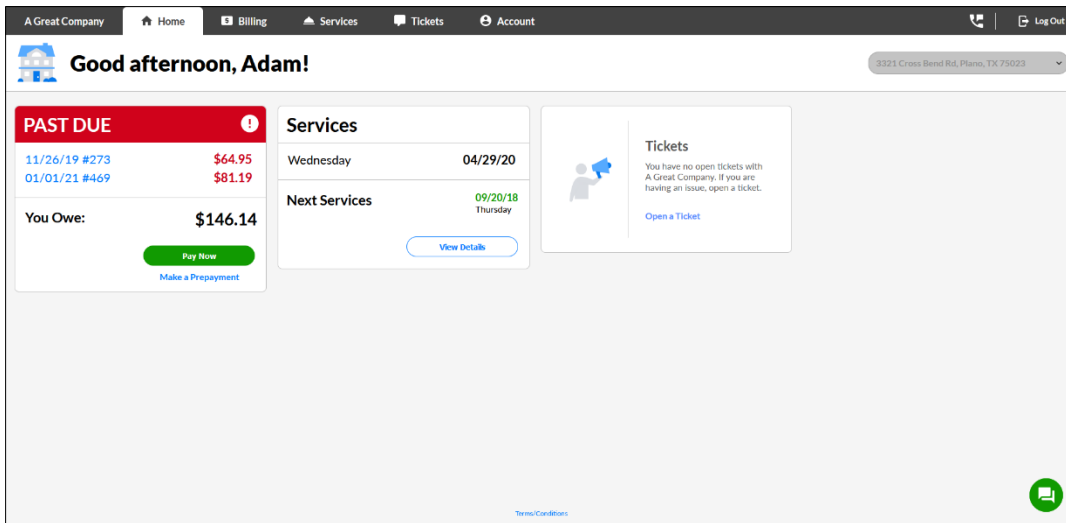 A Great Company Home Billing Services Tickets Account Log Out
Good afternoon, Adam!
3321 Cross Bend Rd, Plano, TX 75023
PAST DUE
11/26/19 #273 $64.95
01/01/21 #469 $81.19
You Owe: $146.14
Pay Now
Make a Prepayment
Services
Wednesday 04/29/20
Next Services 09/20/18
Thursday
View Details
Tickets
You have no open tickets with
A Great Company. If you are
having an issue, open a ticket.
Open a Ticket
Terms/Conditions